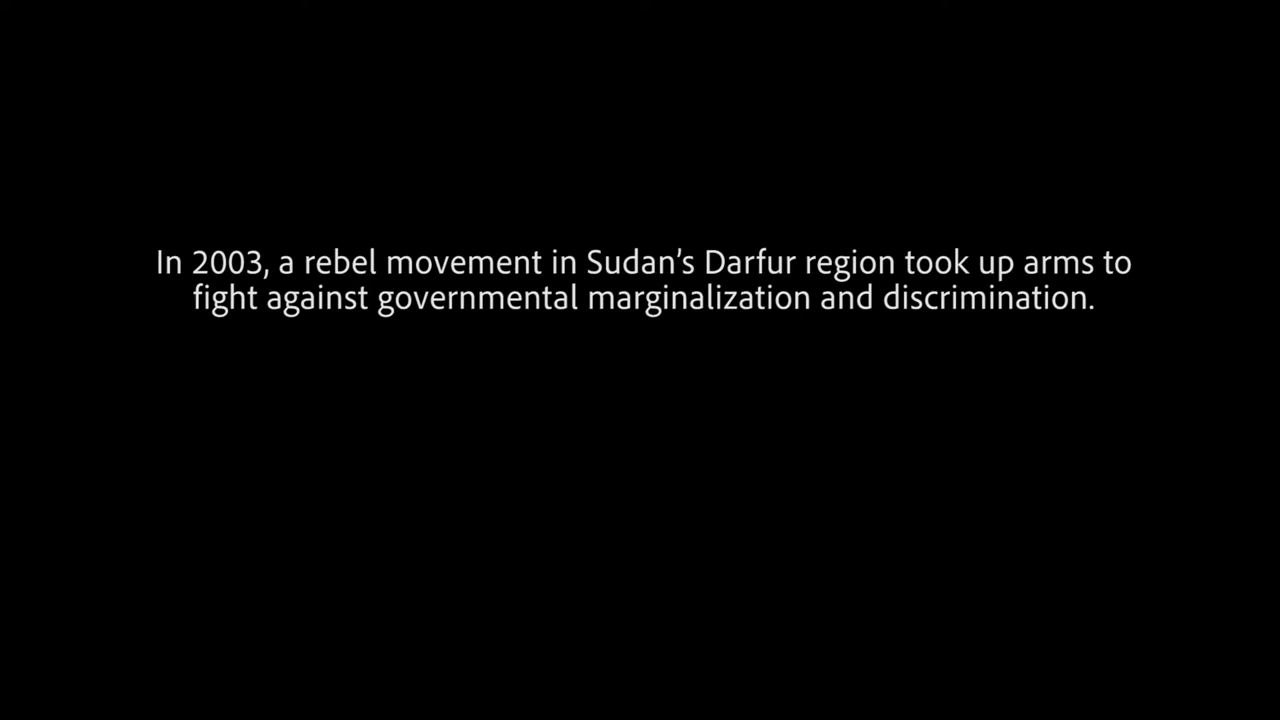 In 2003, a rebel movement in Sudan’s Darfur region took up arms to
fight against governmental marginalization and discrimination.